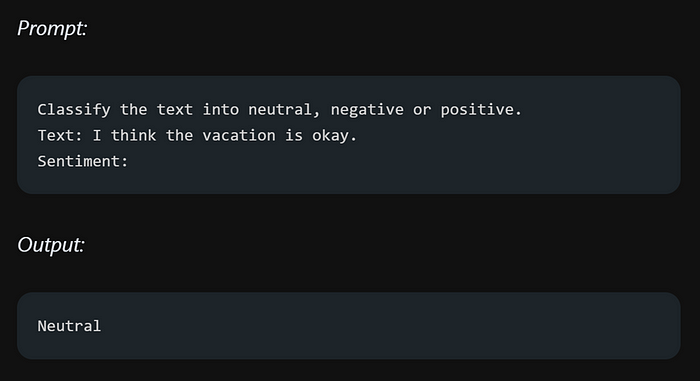 Prompt:
Classify the text into neutral, negative or positive.
Text: I think the vacation is okay.
Sentiment:
Output:
Neutral